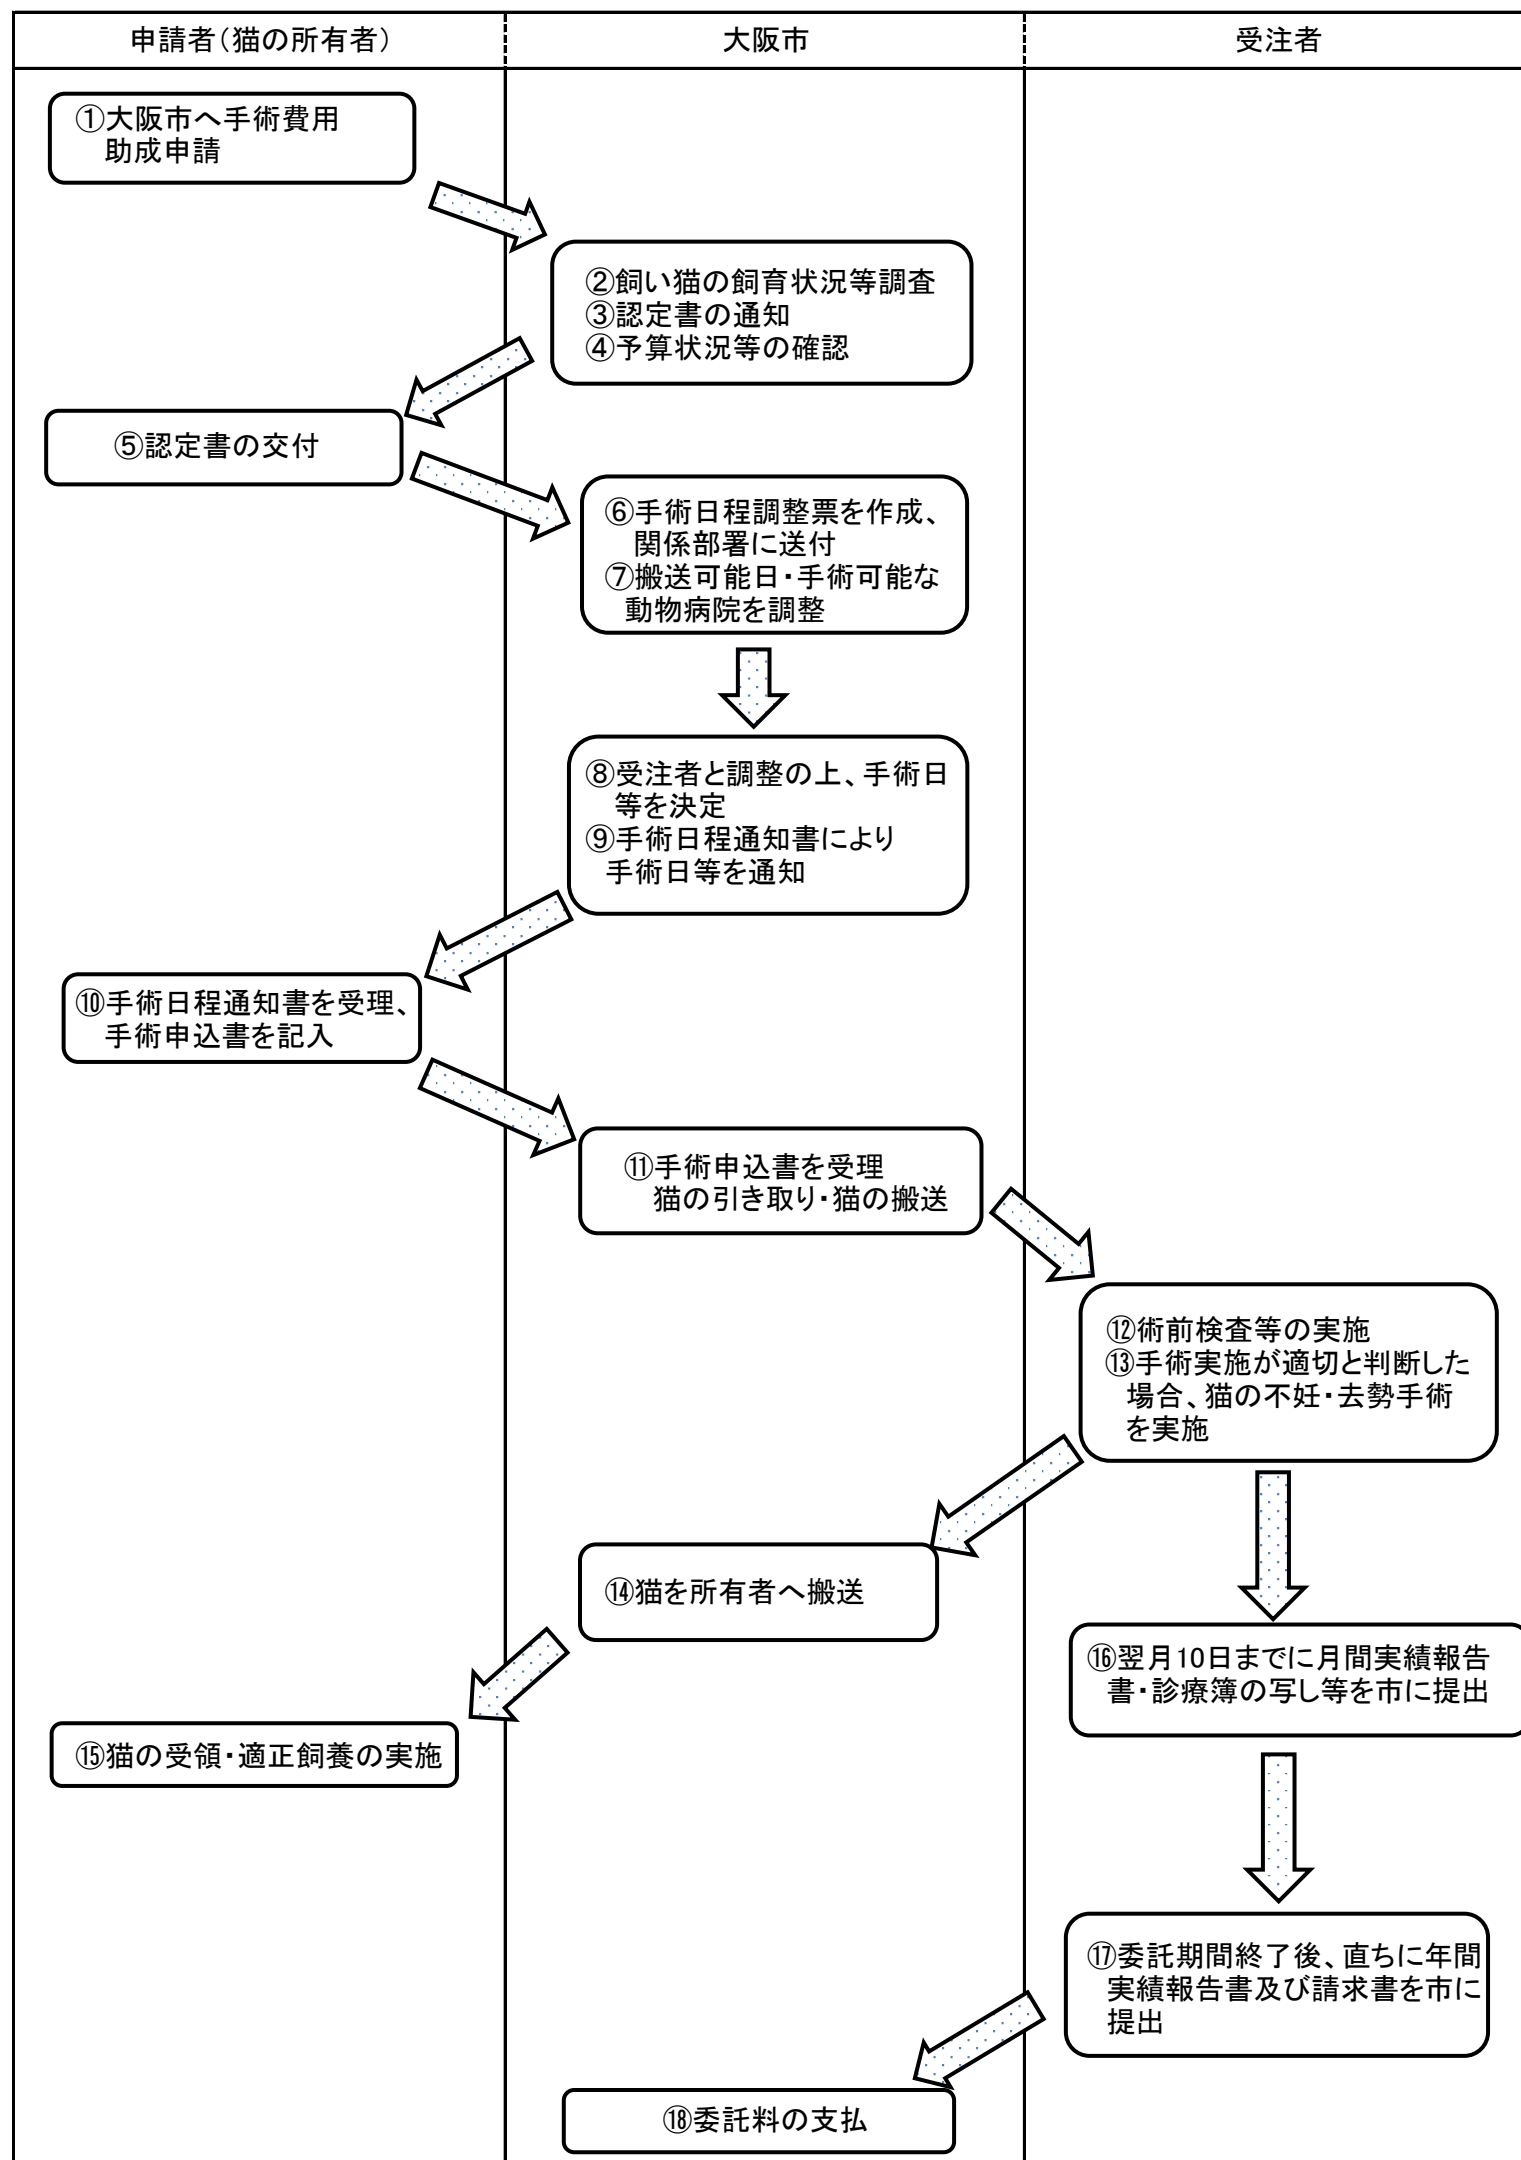 申請者(猫の所有者)
大阪市
受注者
①大阪市へ手術費用
助成申請
②飼い猫の飼育状況等調査
③認定書の通知
④予算状況等の確認
⑤認定書の交付
⑥手術日程調整票を作成、
関係部署に送付
⑦搬送可能日・手術可能な
動物病院を調整
⑧受注者と調整の上、手術日
等を決定
⑨手術日程通知書により
手術日等を通知
⑩手術日程通知書を受理、
手術申込書を記入
⑪手術申込書を受理
猫の引き取り・猫の搬送
⑫術前検査等の実施
⑬手術実施が適切と判断した
場合、猫の不妊・去勢手術
を実施
⑭猫を所有者へ搬送
⑯翌月10日までに月間実績報告
書・診療簿の写し等を市に提出
⑮猫の受領・適正飼養の実施
⑰委託期間終了後、直ちに年間
実績報告書及び請求書を市に
提出
⑱委託料の支払